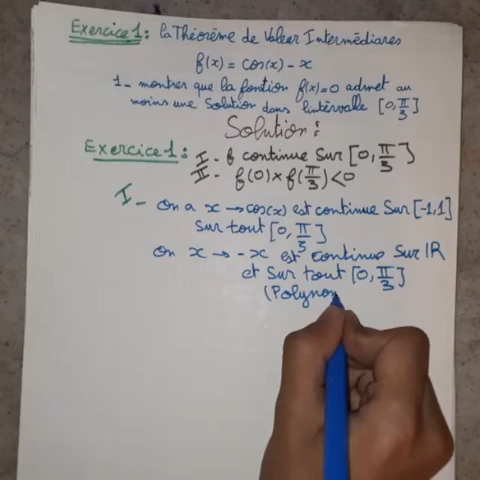 Exercice 1: la Théorème de Valeur Intermédiares
f(x) = cos(x) - x
1 - montrer que la fonction f(x)=0 admet au
moins une Solution dans l'intervalle [0, π/3]
Solution:
Exercice 1: I - f continue sur [0, π/3]
II - f(0) × f(π/3) < 0
I - on a x → cos(x) est continue sur [-1,1]
sur tout [0, π/3]
on x → -x est continue sur IR
et sur tout [0, π/3]
(Polynom